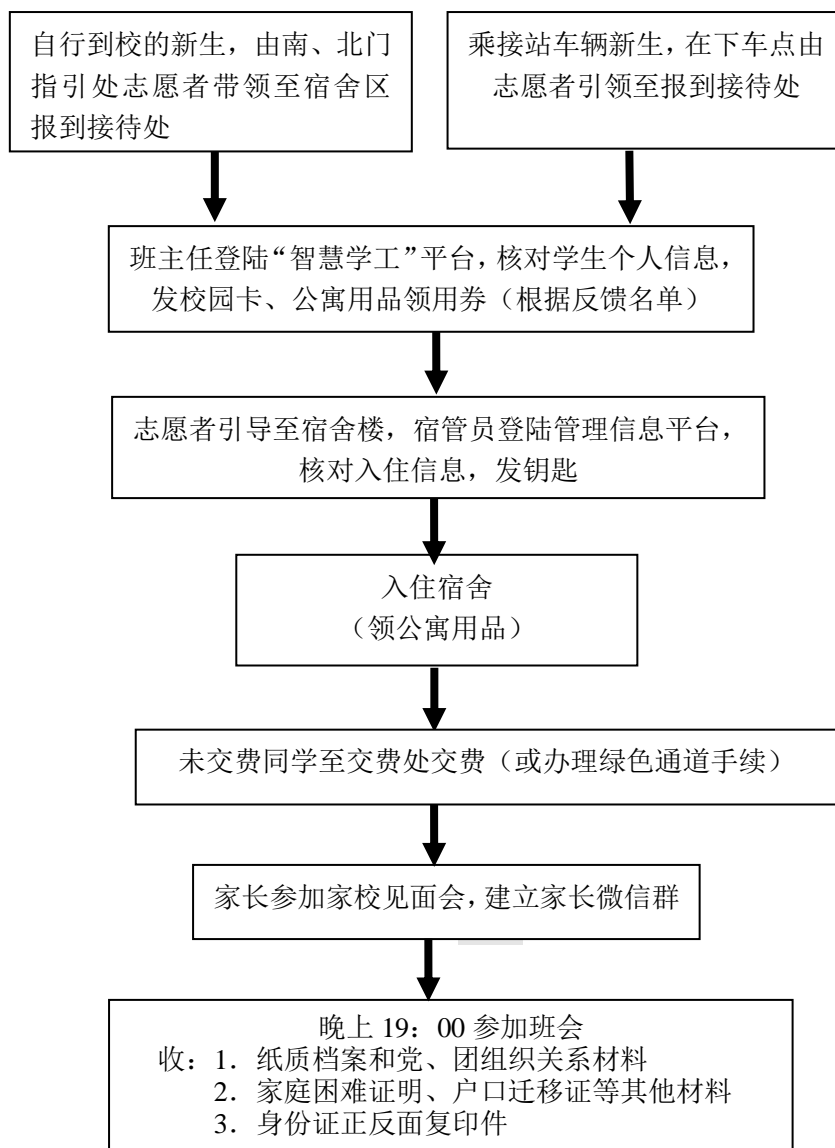 自行到校的新生，由南、北门
指引处志愿者带领至宿舍区
报到接待处
乘接站车辆新生，在下车点由
志愿者引领至报到接待处
班主任登陆“智慧学工”平台，核对学生个人信息，
发校园卡、公寓用品领用券（根据反馈名单）
志愿者引导至宿舍楼，宿管员登陆管理信息平台，
核对入住信息，发钥匙
入住宿舍
（领公寓用品）
未交费同学至交费处交费（或办理绿色通道手续）
家长参加家校见面会，建立家长微信群
晚上 19：00 参加班会
收：1．纸质档案和党、团组织关系材料
2．家庭困难证明、户口迁移证等其他材料
3．身份证正反面复印件